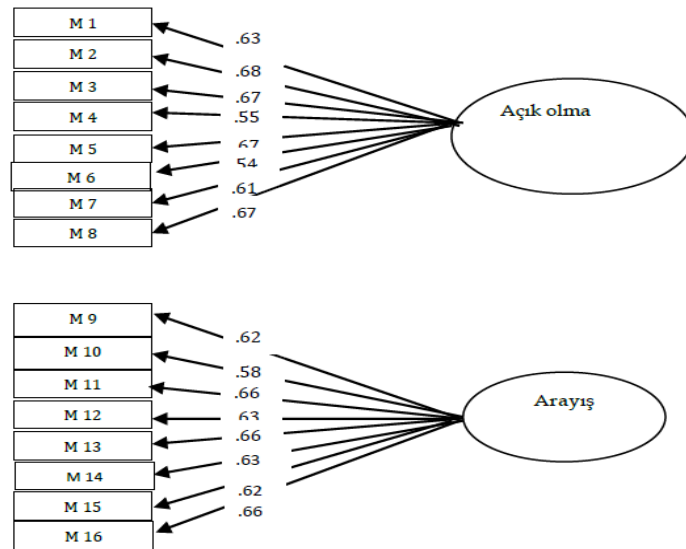 M 1
.63
M 2
.68
M 3
.67
M 4
.55
Açık olma
M 5
.67
M 6
.54
M 7
.61
M 8
.67
M 9
.62
M 10
.58
M 11
.66
M 12
.63
Arayış
M 13
.66
M 14
.63
M 15
.62
M 16
.66